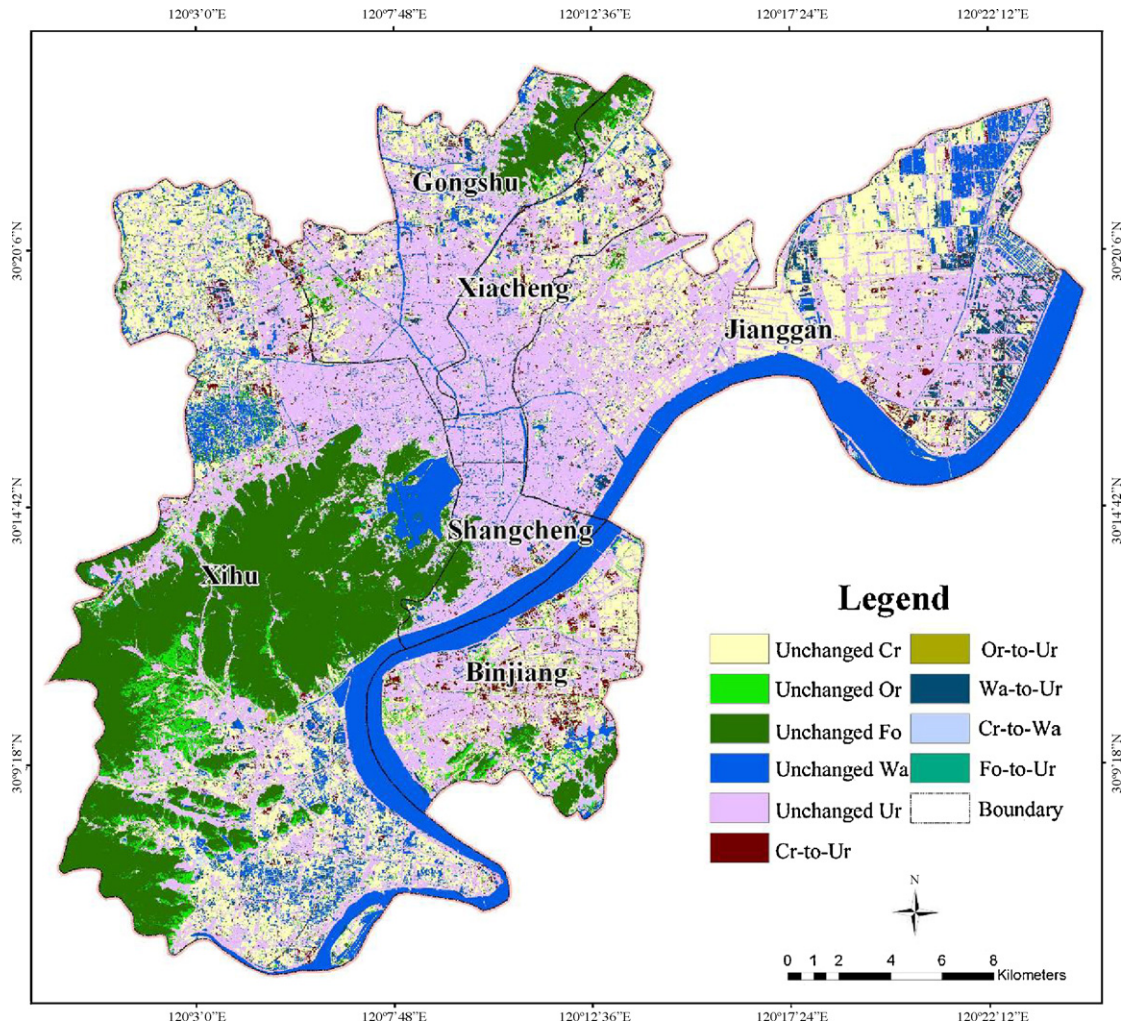 120°3'0"E 120°7'48"E 120°12'36"E 120°17'24"E 120°22'12"E
Gongshu
30°20'6"N 30°20'6"N
Xiacheng
Jianggan
30°14'42"N 30°14'42"N
Shangcheng
Xihu
Legend
Unchanged Cr Or-to-Ur
Binjiang
Unchanged Or Wa-to-Ur
Unchanged Fo Cr-to-Wa
30°9'18"N 30°9'18"N
Unchanged Wa Fo-to-Ur
Unchanged Ur Boundary
Cr-to-Ur
N
0 1 2 4 6 8
Kilometers
120°3'0"E 120°7'48"E 120°12'36"E 120°17'24"E 120°22'12"E